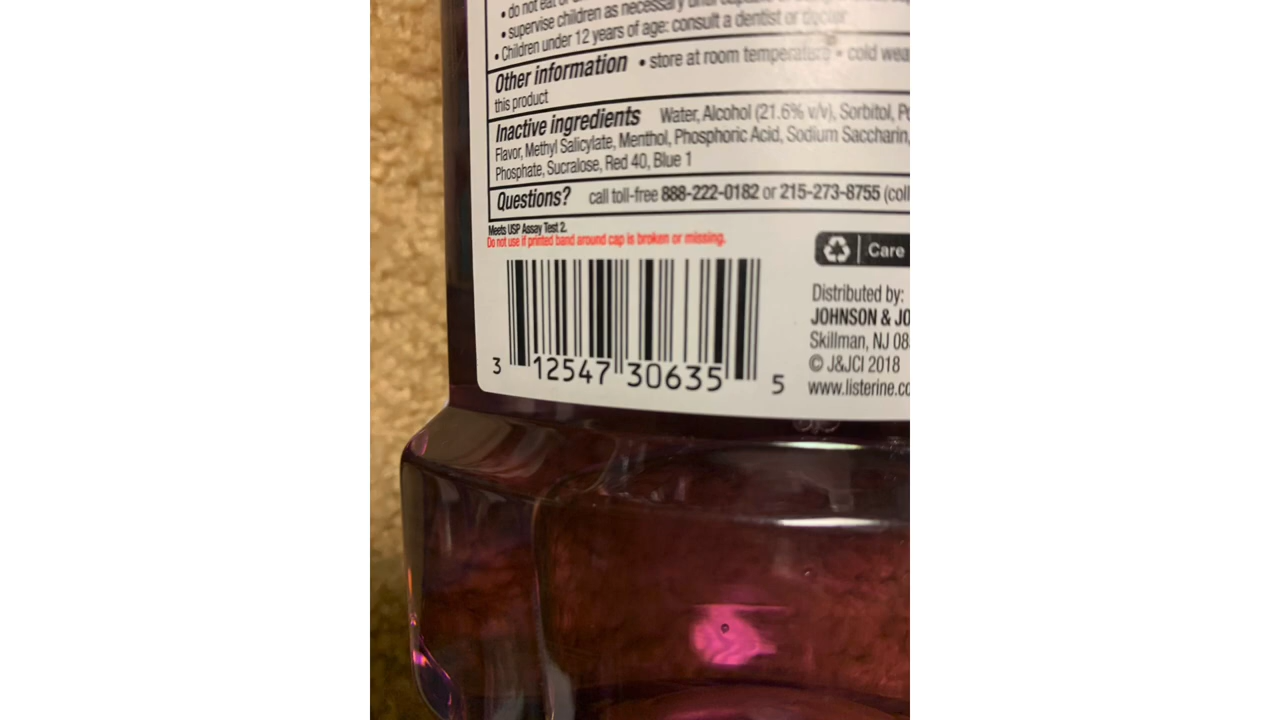 • do not eat or
• supervise children as necessary until capable of
• Children under 12 years of age: consult a dentist or doctor
Other information • store at room temperature • cold wea
this product
Inactive ingredients Water, Alcohol (21.6% v/v), Sorbitol, Po
Flavor, Methyl Salicylate, Menthol, Phosphoric Acid, Sodium Saccharin,
Phosphate, Sucralose, Red 40, Blue 1
Questions? call toll-free 888-222-0182 or 215-273-8755 (coll
Meets USP Assay Test 2.
Do not use if printed band around cap is broken or missing.
Care
Distributed by:
JOHNSON & JO
Skillman, NJ 08
© J&JCI 2018
www.listerine.co
3 12547 30635 5